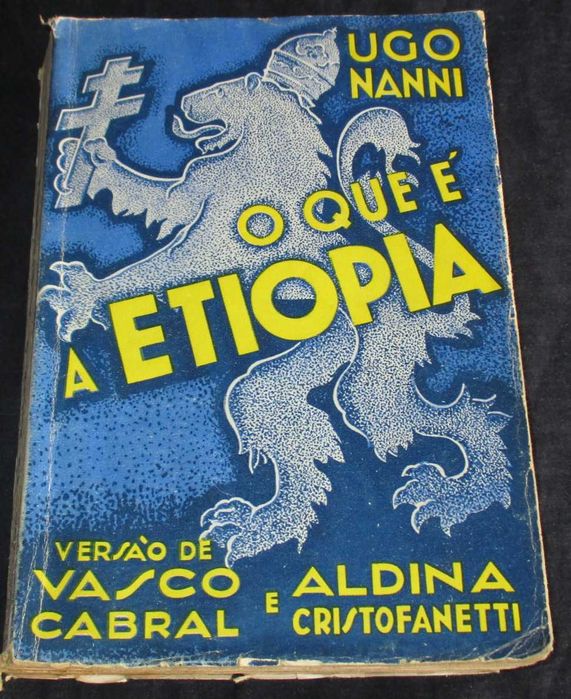 UGO
NANNI
O QUE É
A ETIOPIA
VERSÃO DE
VASCO
CABRAL
E ALDINA
CRISTOFANETTI